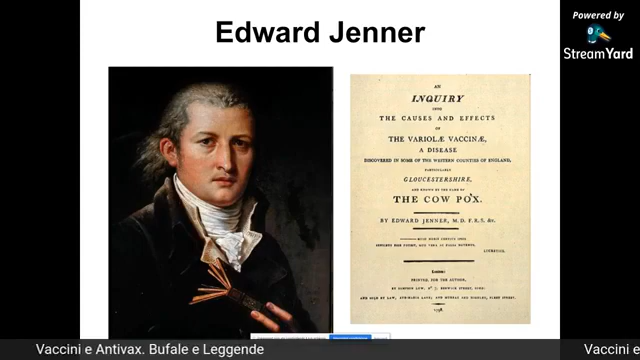 Edward Jenner
Powered by
StreamYard
AN
INQUIRY
INTO
THE CAUSES AND EFFECTS
OF
THE VARIOLÆ VACCINÆ,
A DISEASE
DISCOVERED IN SOME OF THE WESTERN COUNTIES OF ENGLAND,
PARTICULARLY
GLOUCESTERSHIRE,
AND KNOWN BY THE NAME OF
THE COW POX.
BY EDWARD JENNER, M.D. F.R.S. &c.
LUCRETIUS.
London:
PRINTED, FOR THE AUTHOR,
1798.
Vaccini e Antivax. Bufale e Leggende
Vaccini e